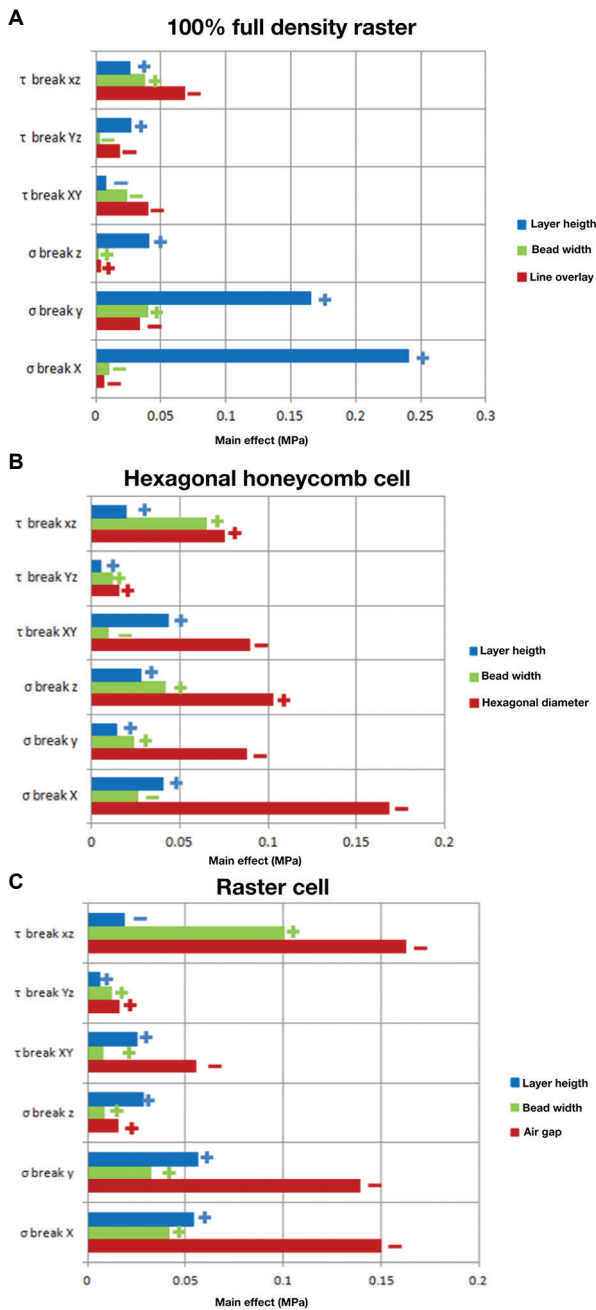 A
100% full density raster
τ break xz
τ break Yz
τ break XY
σ break z
σ break y
σ break X
0 0.05 0.1 0.15 0.2 0.25 0.3
Main effect (MPa)
Layer heigth
Bead width
Line overlay
B
Hexagonal honeycomb cell
τ break xz
τ break Yz
τ break XY
σ break z
σ break y
σ break X
0 0.05 0.1 0.15 0.2
Main effect (MPa)
Layer heigth
Bead width
Hexagonal diameter
C
Raster cell
τ break xz
τ break Yz
τ break XY
σ break z
σ break y
σ break X
0 0.05 0.1 0.15 0.2
Main effect (MPa)
Layer heigth
Bead width
Air gap